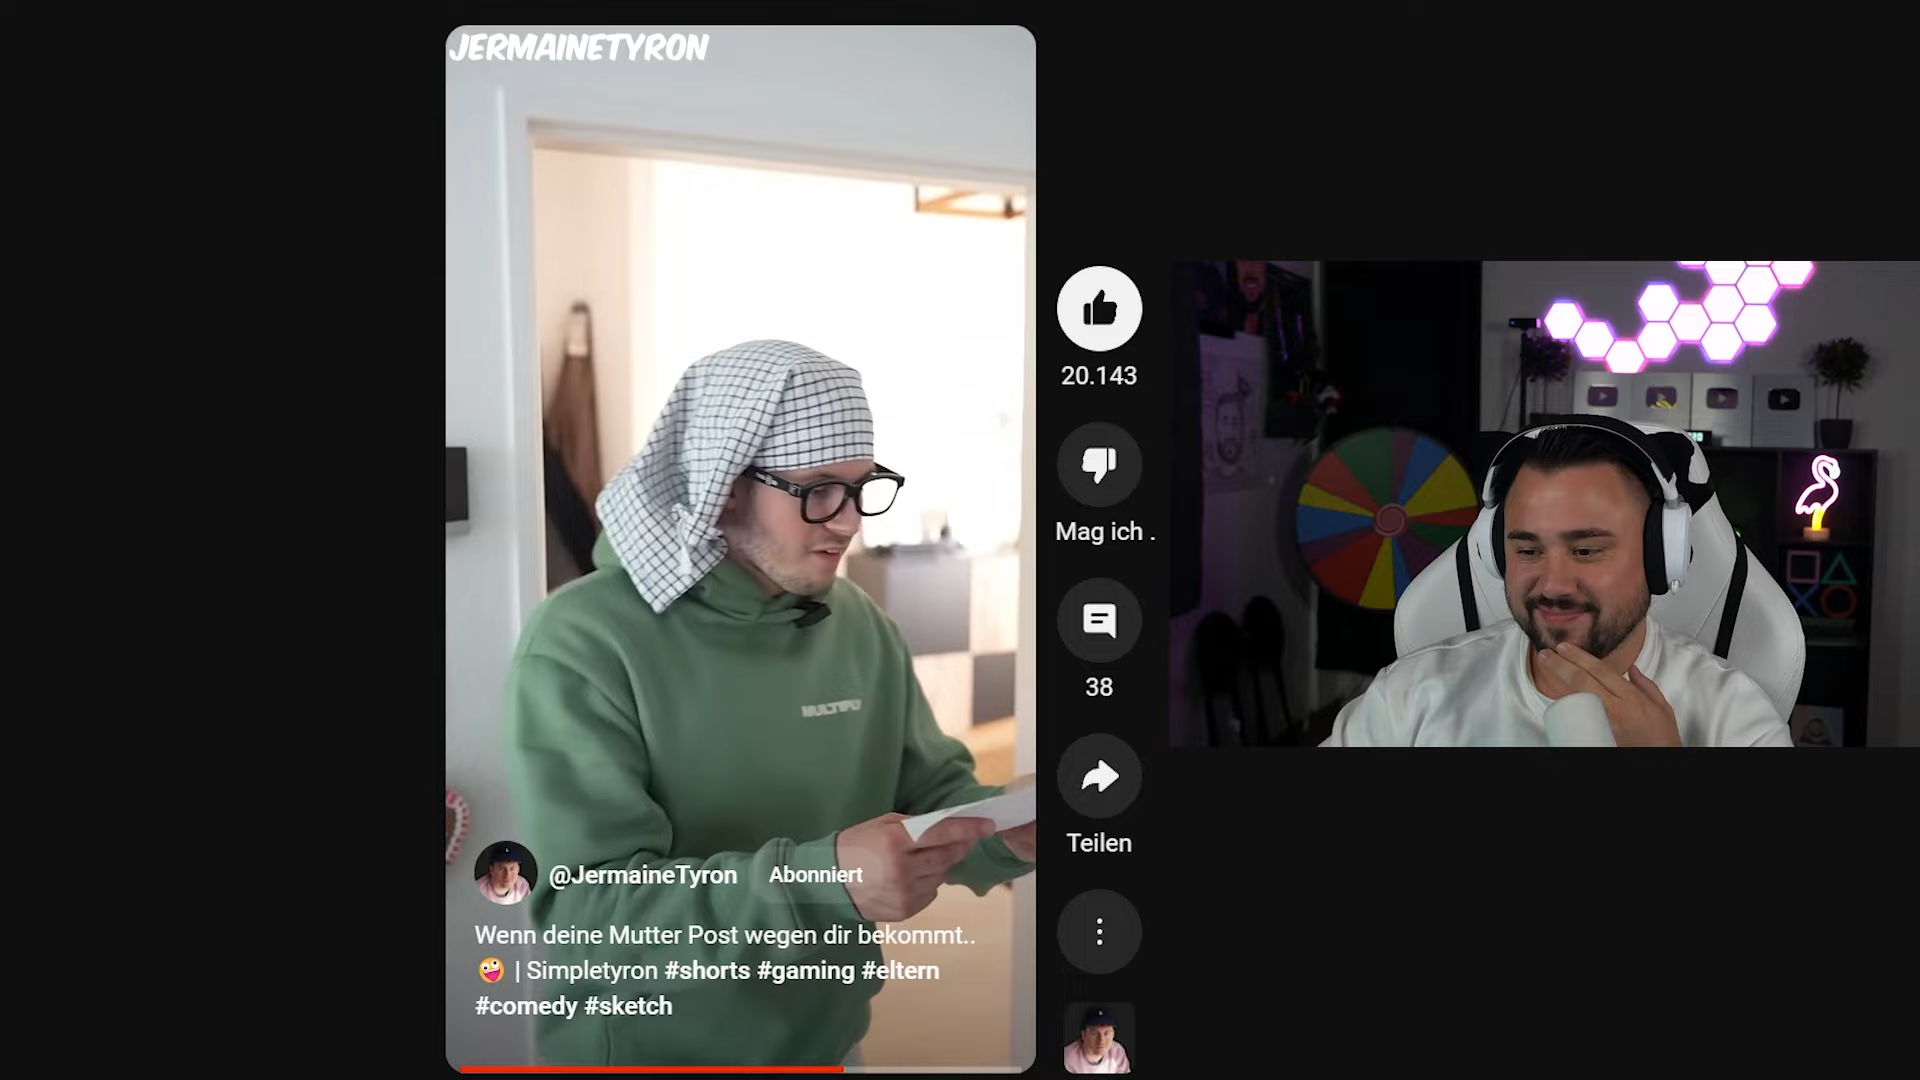 JERMAINETYRON
MULTIPLY
@JermaineTyron Abonniert
Wenn deine Mutter Post wegen dir bekommt..
🤪 | Simpletyron #shorts #gaming #eltern
#comedy #sketch
20.143
Mag ich .
38
Teilen